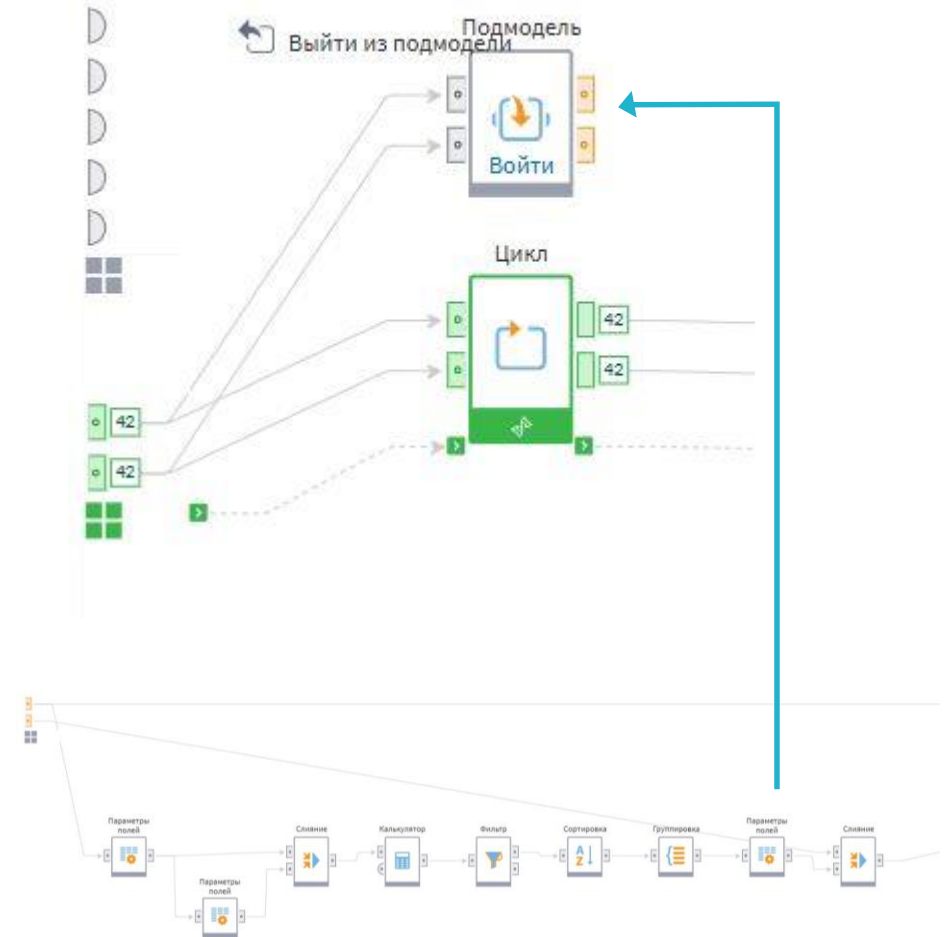 Подмодель
Выйти из подмодели
Войти
Цикл
42
42
42
42
Параметры
полей
Слияние
Калькулятор
Фильтр
Сортировка
Группировка
Параметры
полей
Слияние
A
Z
Параметры
полей